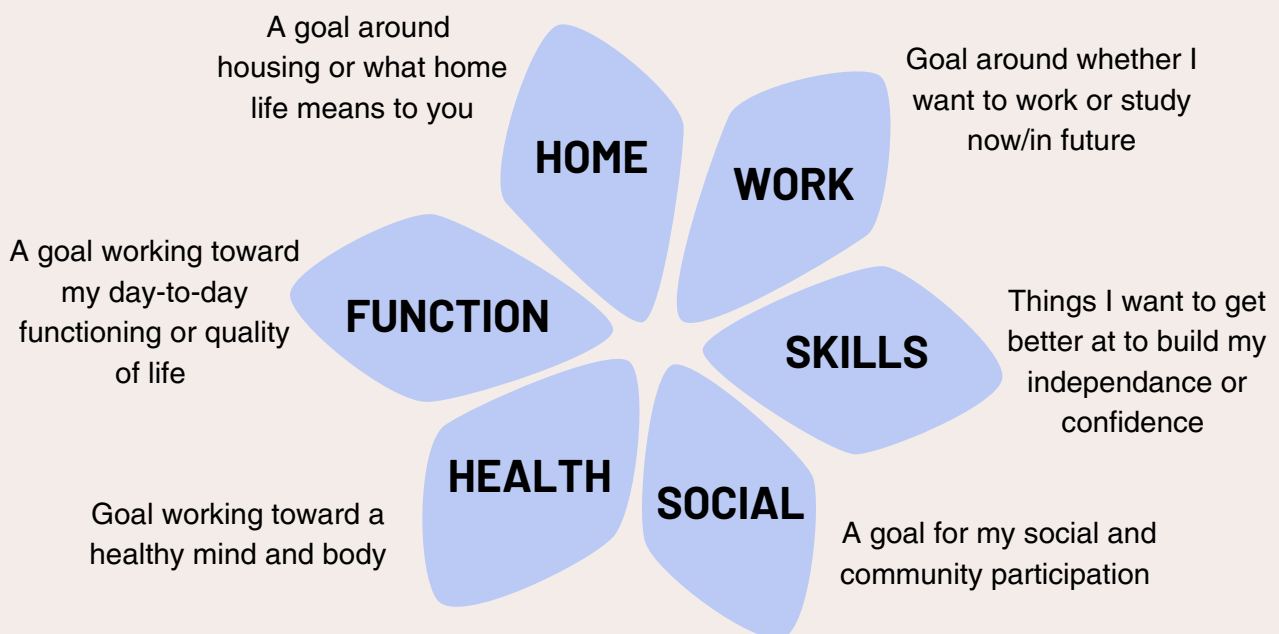 A goal around
housing or what home
life means to you
HOME
Goal around whether I
want to work or study
now/in future
WORK
Things I want to get
better at to build my
independance or
confidence
SKILLS
A goal for my social and
community participation
SOCIAL
Goal working toward a
healthy mind and body
HEALTH
A goal working toward
my day-to-day
functioning or quality
of life
FUNCTION